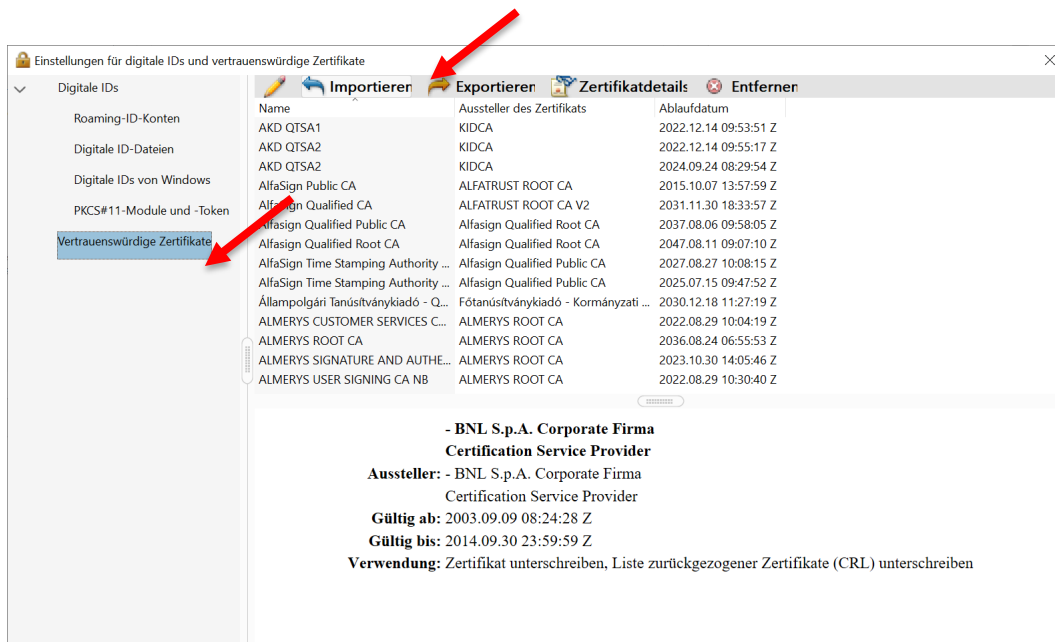 Einstellungen für digitale IDs und vertrauenswürdige Zertifikate
Digitale IDs
Roaming-ID-Konten
Digitale ID-Dateien
Digitale IDs von Windows
PKCS#11-Module und -Token
Vertrauenswürdige Zertifikate
Importieren Exportieren Zertifikatdetails Entfernen
Name Aussteller des Zertifikats Ablaufdatum
AKD QTSA1 KIDCA 2022.12.14 09:53:51 Z
AKD QTSA2 KIDCA 2022.12.14 09:55:17 Z
AKD QTSA2 KIDCA 2024.09.24 08:29:54 Z
AlfaSign Public CA ALFATRUST ROOT CA 2015.10.07 13:57:59 Z
AlfaSign Qualified CA ALFATRUST ROOT CA V2 2031.11.30 18:33:57 Z
Alfasign Qualified Public CA Alfasign Qualified Root CA 2037.08.06 09:58:05 Z
Alfasign Qualified Root CA Alfasign Qualified Root CA 2047.08.11 09:07:10 Z
AlfaSign Time Stamping Authority ... Alfasign Qualified Public CA 2027.08.27 10:08:15 Z
AlfaSign Time Stamping Authority ... Alfasign Qualified Public CA 2025.07.15 09:47:52 Z
Állampolgári Tanúsítványkiadó - Q... Főtanúsítványkiadó - Kormányzati ... 2030.12.18 11:27:19 Z
ALMERYS CUSTOMER SERVICES C... ALMERYS ROOT CA 2022.08.29 10:04:19 Z
ALMERYS ROOT CA ALMERYS ROOT CA 2036.08.24 06:55:53 Z
ALMERYS SIGNATURE AND AUTHE... ALMERYS ROOT CA 2023.10.30 14:05:46 Z
ALMERYS USER SIGNING CA NB ALMERYS ROOT CA 2022.08.29 10:30:40 Z
- BNL S.p.A. Corporate Firma
Certification Service Provider
Aussteller: - BNL S.p.A. Corporate Firma
Certification Service Provider
Gültig ab: 2003.09.09 08:24:28 Z
Gültig bis: 2014.09.30 23:59:59 Z
Verwendung: Zertifikat unterschreiben, Liste zurückgezogener Zertifikate (CRL) unterschreiben